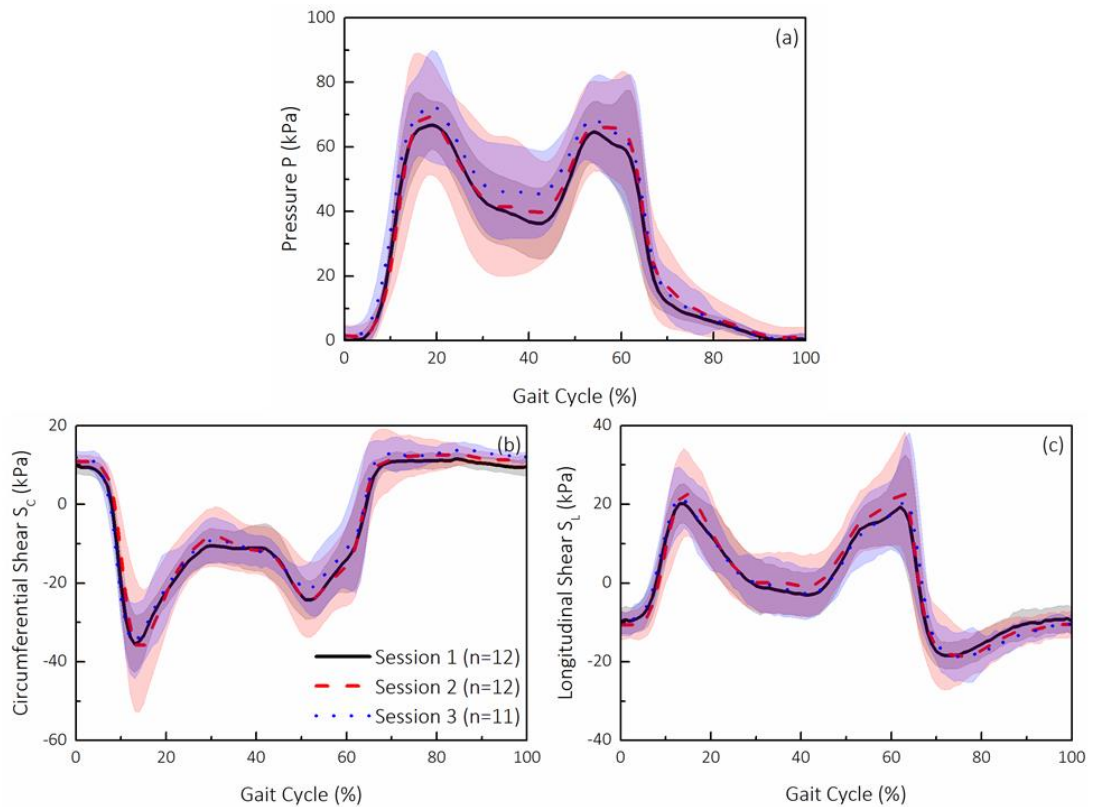 (a)
Pressure P (kPa)
100
80
60
40
20
0
0 20 40 60 80 100
Gait Cycle (%)
(b)
Circumferential Shear S_C (kPa)
20
0
-20
-40
-60
Session 1 (n=12)
Session 2 (n=12)
Session 3 (n=11)
0 20 40 60 80 100
Gait Cycle (%)
(c)
Longitudinal Shear S_L (kPa)
40
20
0
-20
-40
0 20 40 60 80 100
Gait Cycle (%)